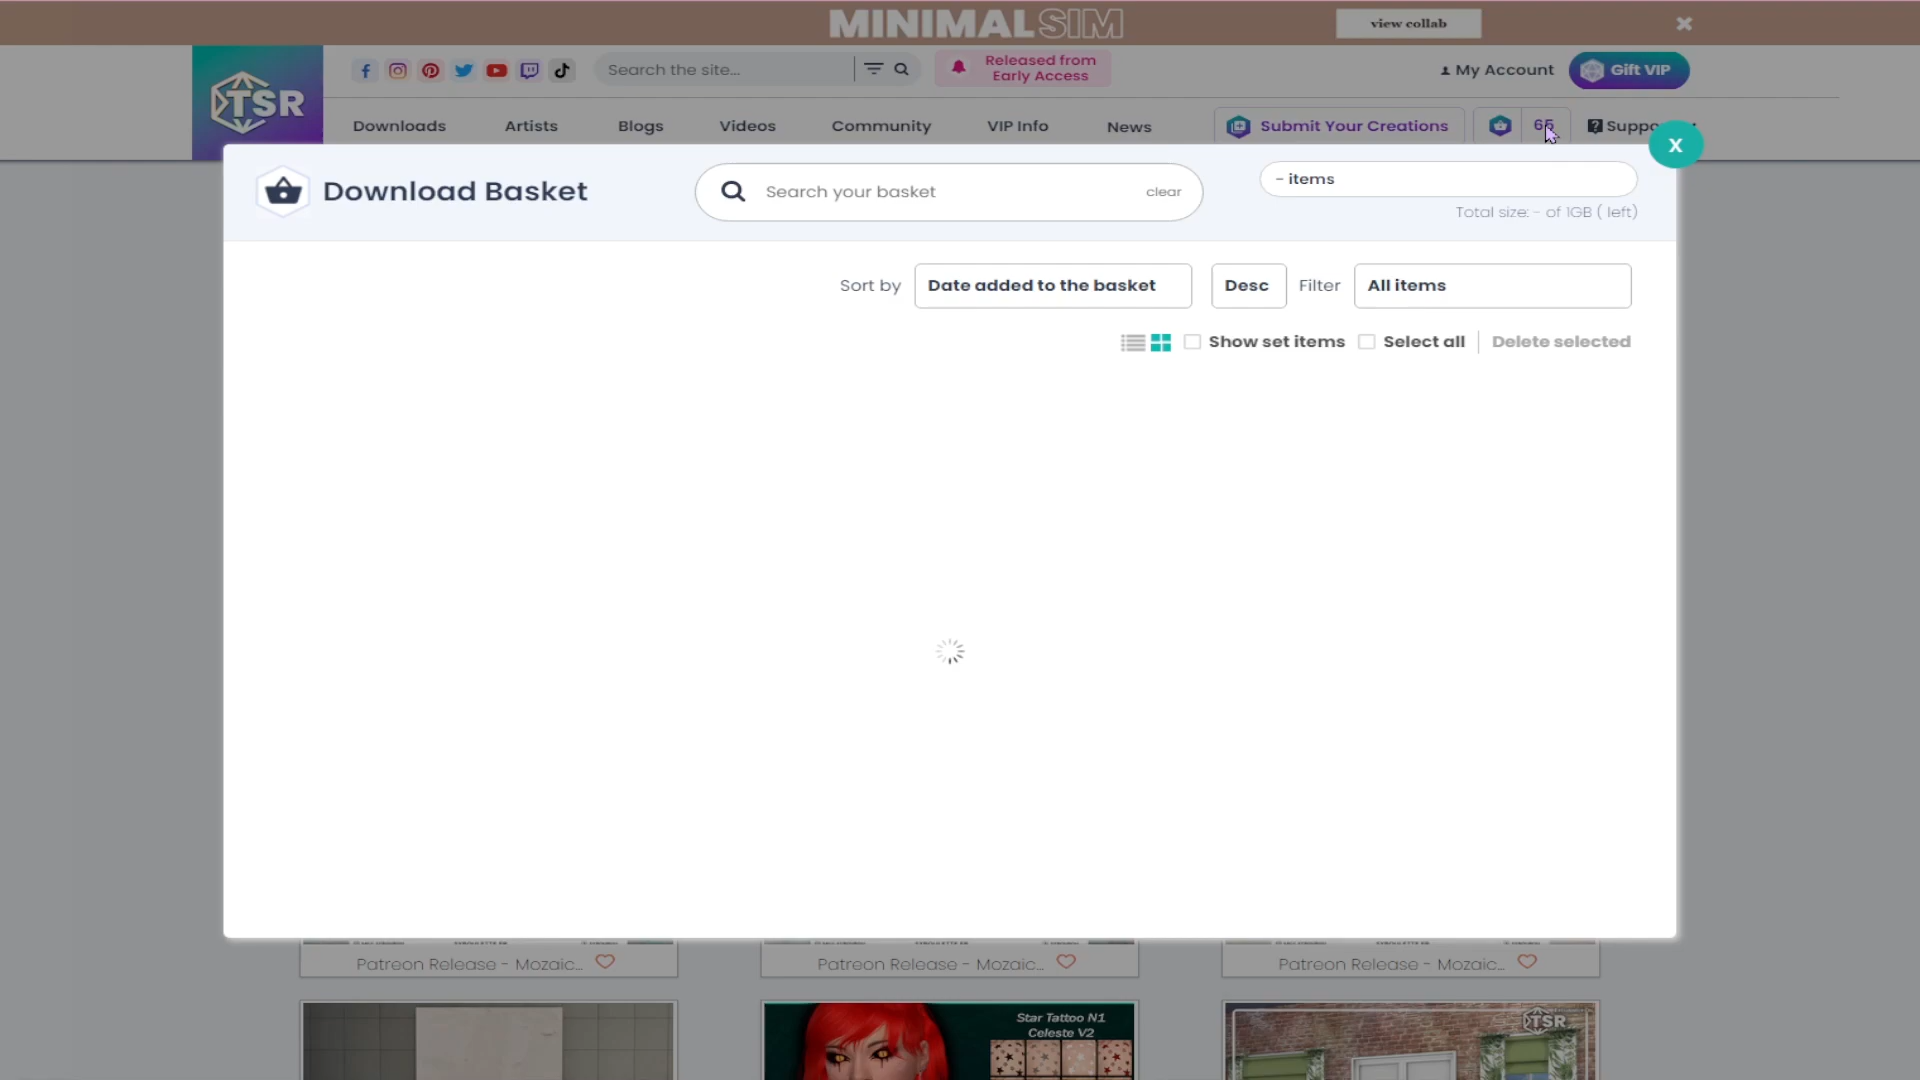 MINIMALSIM
view collab
TSR
Search the site...
Released from
Early Access
My Account
Gift VIP
Downloads
Artists
Blogs
Videos
Community
VIP Info
News
Submit Your Creations
X
Download Basket
Search your basket
clear
- items
Total size: - of 1GB ( left)
Sort by
Date added to the basket
Desc
Filter
All items
Show set items
Select all
Delete selected
Patreon Release - Mozaic...
Patreon Release - Mozaic...
Patreon Release - Mozaic...
Star Tattoo N1
Celeste V2
TSR